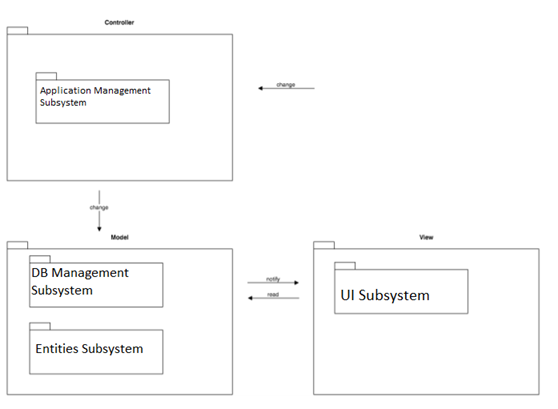 Controller
Application Management
Subsystem
change
change
Model
View
DB Management
Subsystem
notify
UI Subsystem
read
Entities Subsystem